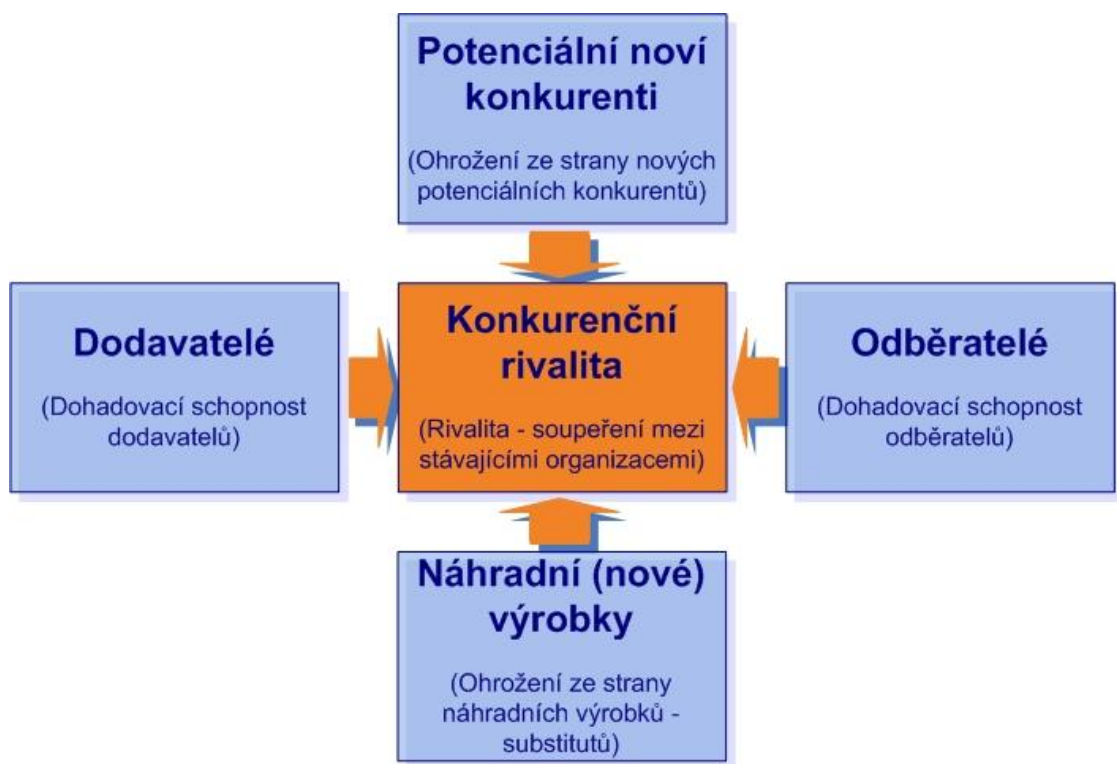 Potenciální noví
konkurenti
(Ohrožení ze strany nových
potenciálních konkurentů)
Dodavatelé
(Dohadovací schopnost
dodavatelů)
Konkurenční
rivalita
(Rivalita - soupeření mezi
stávajícími organizacemi)
Odběratelé
(Dohadovací schopnost
odběratelů)
Náhradní (nové)
výrobky
(Ohrožení ze strany
náhradních výrobků -
substitutů)